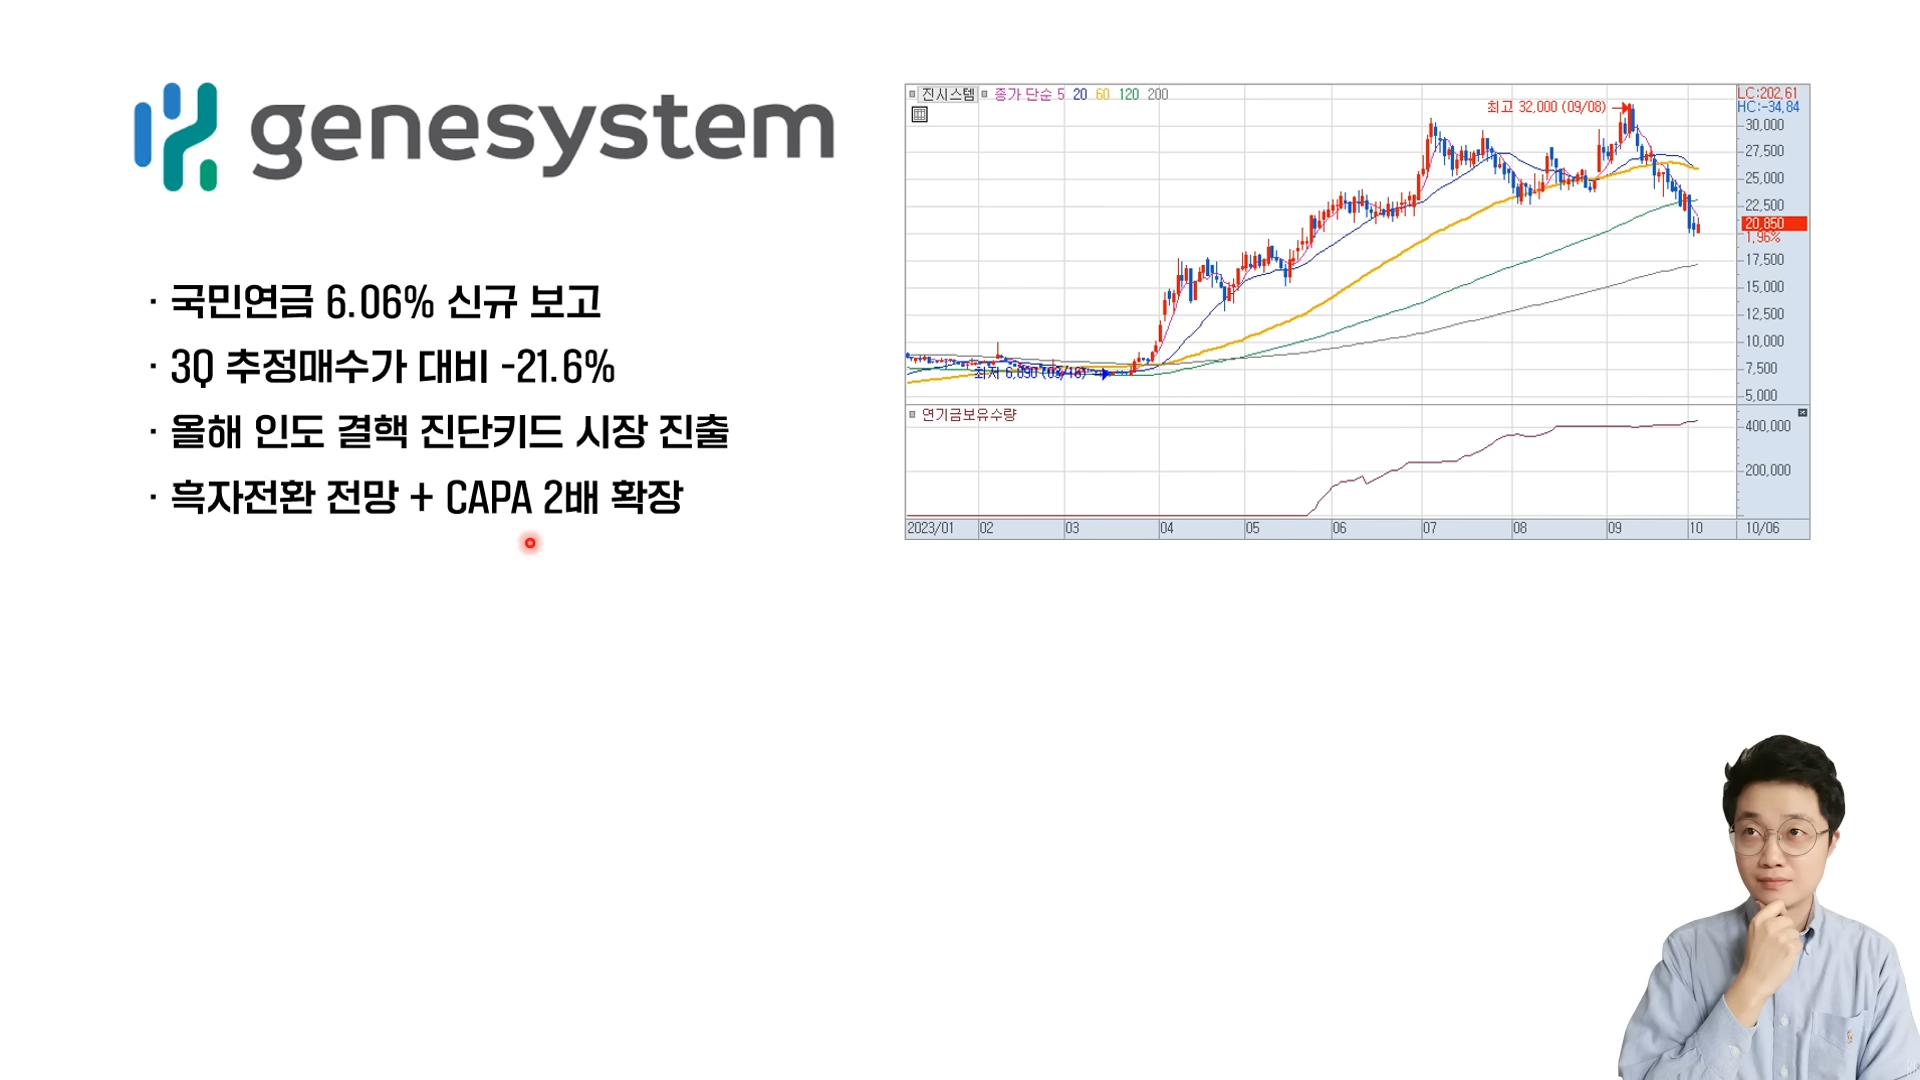 genesystem
· 국민연금 6.06% 신규 보고
· 3Q 추정매수가 대비 -21.6%
· 올해 인도 결핵 진단키드 시장 진출
· 흑자전환 전망 + CAPA 2배 확장
진시스템 종가 단순 5 20 60 120 200
최고 32,000 (09/08)
LC:202,61
HC:-34,84
30,000
27,500
25,000
22,500
20,850
1,96%
17,500
15,000
12,500
10,000
7,500
5,000
최저 6,890 (03/16)
연기금보유수량
400,000
200,000
2023/01 02 03 04 05 06 07 08 09 10 10/06